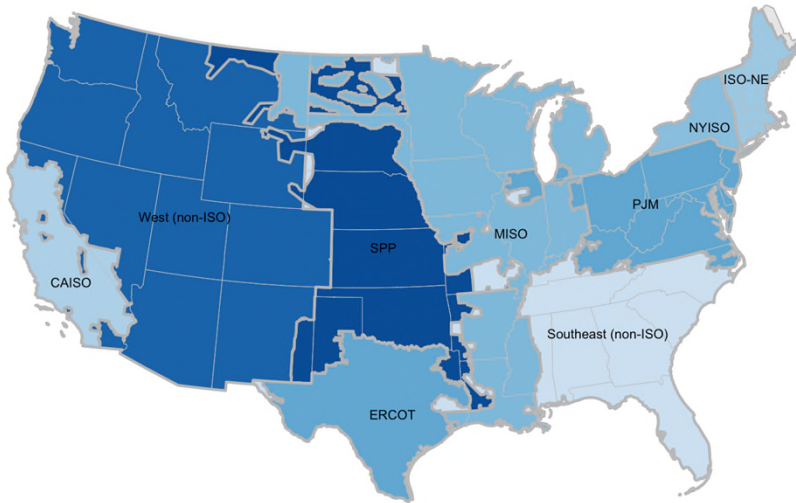 ISO-NE
NYISO
PJM
West (non-ISO)
MISO
SPP
CAISO
Southeast (non-ISO)
ERCOT